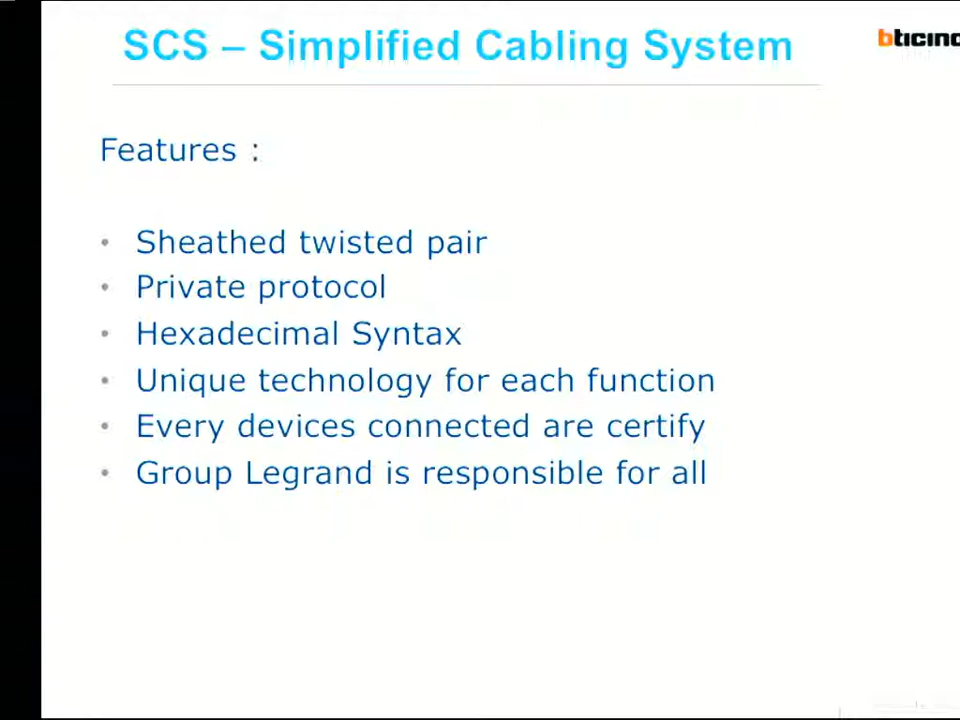 SCS – Simplified Cabling System
bticino
Features :
• Sheathed twisted pair
• Private protocol
• Hexadecimal Syntax
• Unique technology for each function
• Every devices connected are certify
• Group Legrand is responsible for all